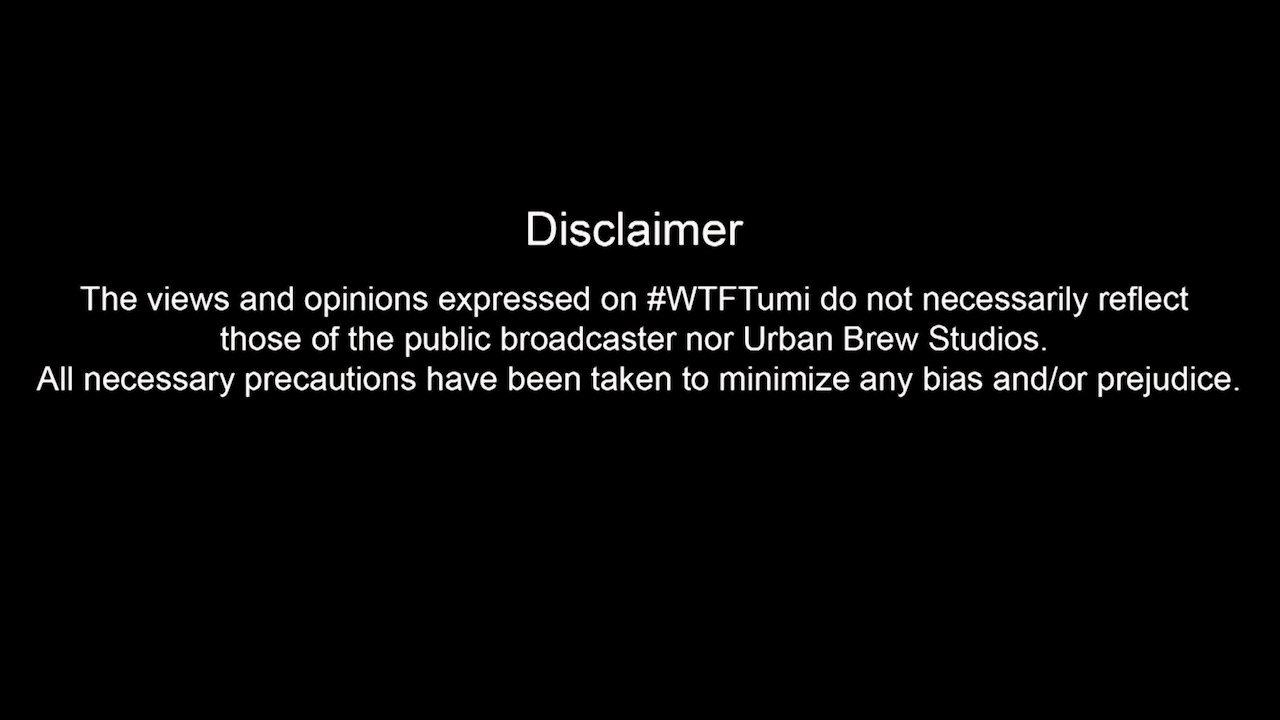 Disclaimer
The views and opinions expressed on #WTFTumi do not necessarily reflect
those of the public broadcaster nor Urban Brew Studios.
All necessary precautions have been taken to minimize any bias and/or prejudice.